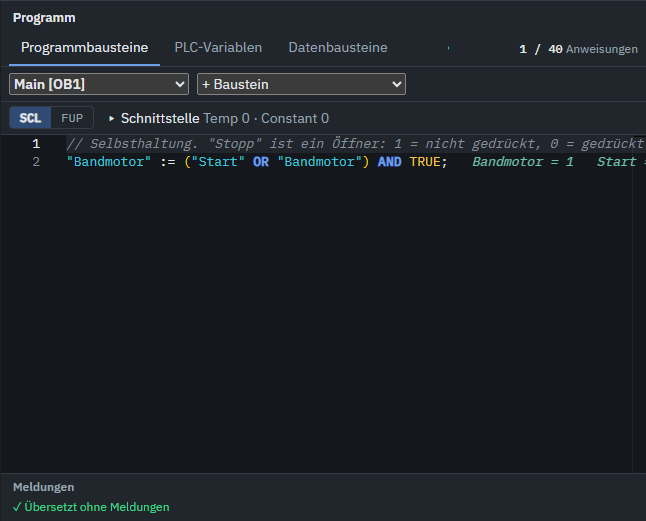 Programm
Programmbausteine PLC-Variablen Datenbausteine 1 / 40 Anweisungen
Main [OB1] + Baustein
SCL FUP ▸ Schnittstelle Temp 0 · Constant 0
1 // Selbsthaltung. "Stopp" ist ein Öffner: 1 = nicht gedrückt, 0 = gedrückt
2 "Bandmotor" := ("Start" OR "Bandmotor") AND TRUE; Bandmotor = 1 Start =
Meldungen
✓ Übersetzt ohne Meldungen